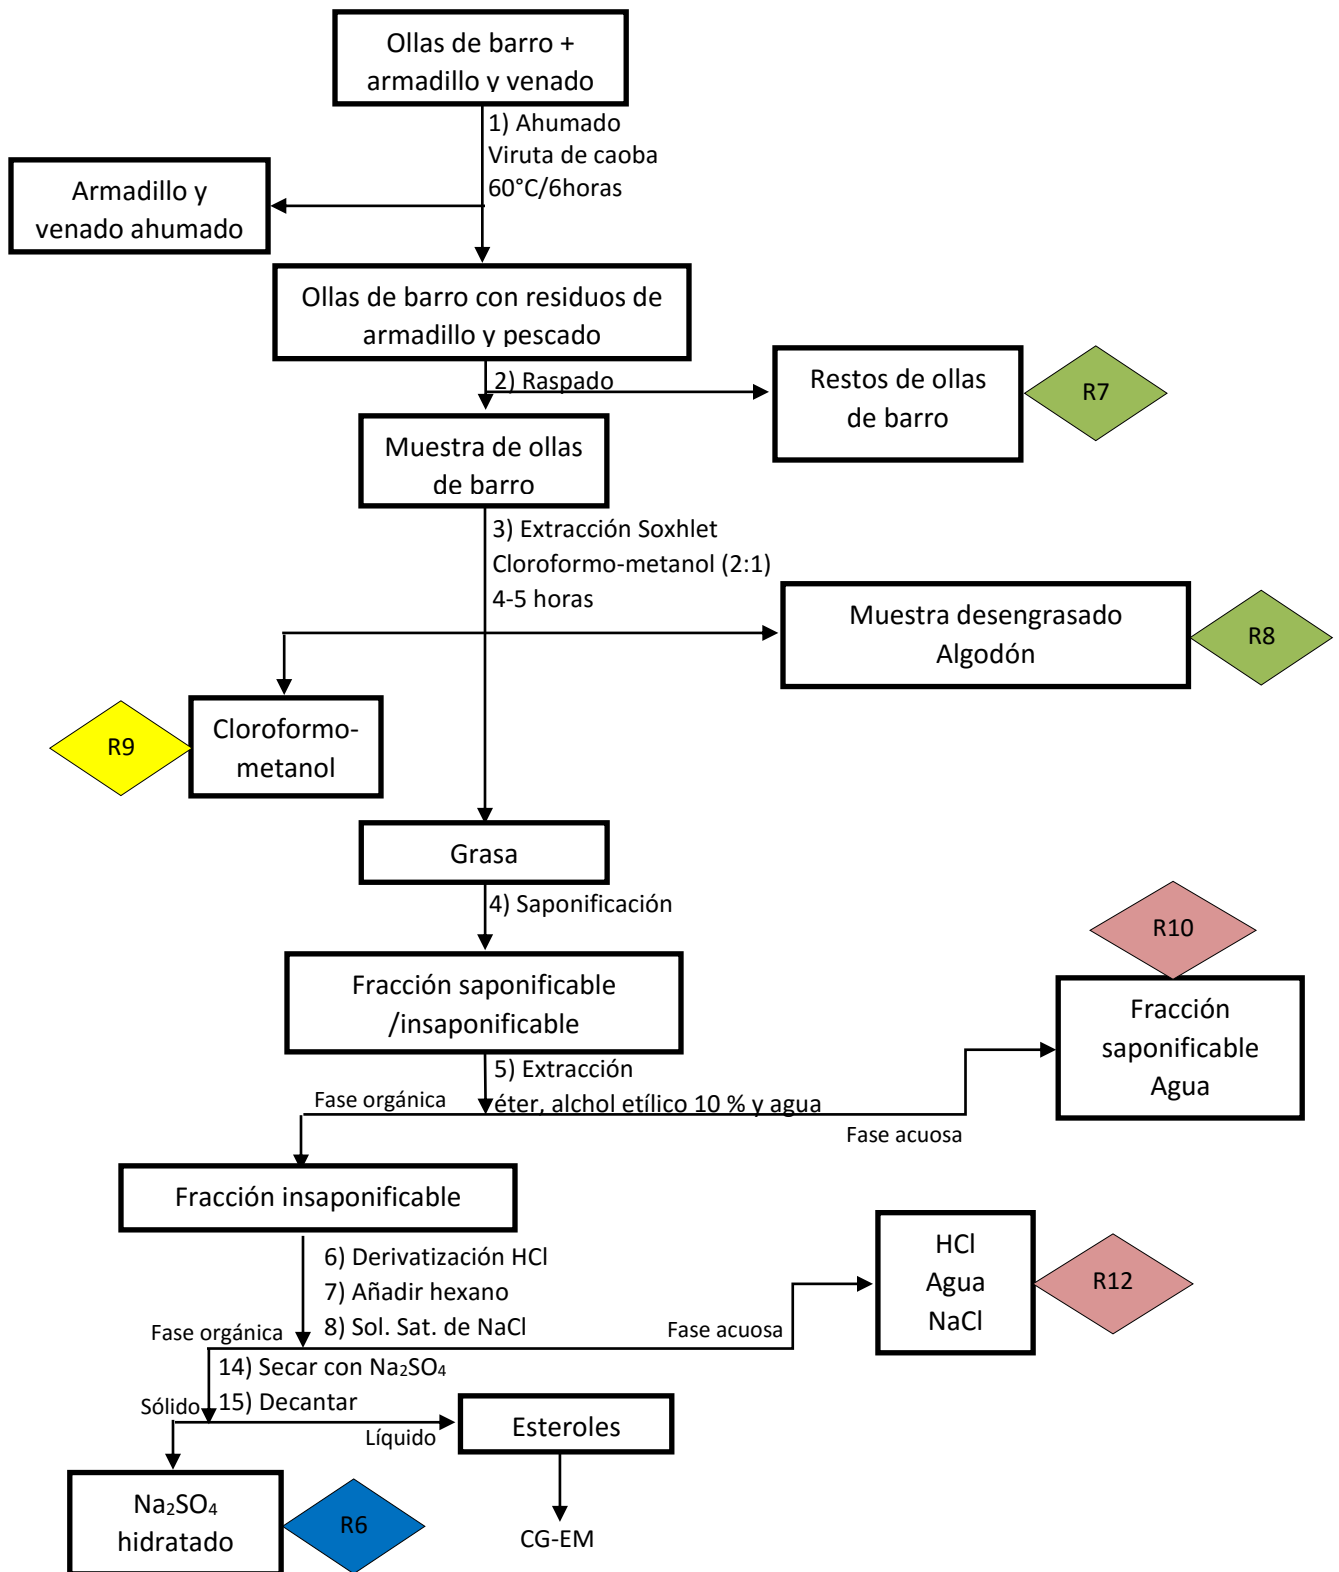 Ollas de barro +
armadillo y venado
1) Ahumado
Viruta de caoba
60°C/6horas
Armadillo y
venado ahumado
Ollas de barro con residuos de
armadillo y pescado
2) Raspado
Restos de ollas
de barro
R7
Muestra de ollas
de barro
3) Extracción Soxhlet
Cloroformo-metanol (2:1)
4-5 horas
Muestra desengrasado
Algodón
R8
R9
Cloroformo-
metanol
Grasa
4) Saponificación
R10
Fracción saponificable
/insaponificable
Fracción
saponificable
Agua
5) Extracción
éter, alchol etílico 10 % y agua
Fase orgánica
Fase acuosa
Fracción insaponificable
6) Derivatización HCl
7) Añadir hexano
8) Sol. Sat. de NaCl
HCl
Agua
NaCl
R12
Fase orgánica
Fase acuosa
14) Secar con Na₂SO₄
15) Decantar
Sólido
Líquido
Esteroles
Na₂SO₄
hidratado
R6
CG-EM